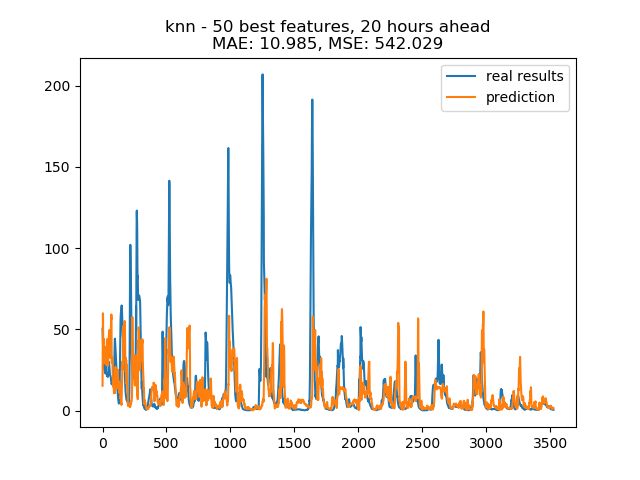 knn - 50 best features, 20 hours ahead
MAE: 10.985, MSE: 542.029
real results
prediction
200
150
100
50
0
0 500 1000 1500 2000 2500 3000 3500